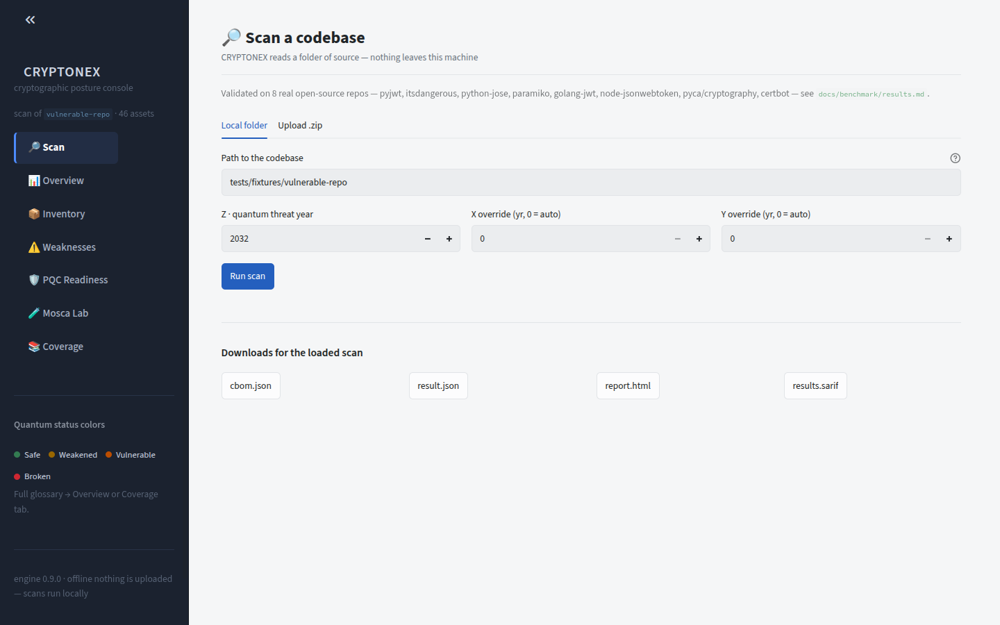 CRYPTONEX
cryptographic posture console
scan of vulnerable-repo · 46 assets
Scan
Overview
Inventory
Weaknesses
PQC Readiness
Mosca Lab
Coverage
Quantum status colors
Safe Weakened Vulnerable
Broken
Full glossary → Overview or Coverage
tab.
engine 0.9.0 · offline nothing is uploaded
— scans run locally
Scan a codebase
CRYPTONEX reads a folder of source — nothing leaves this machine
Validated on 8 real open-source repos — pyjwt, itsdangerous, python-jose, paramiko, golang-jwt, node-jsonwebtoken, pyca/cryptography, certbot — see docs/benchmark/results.md .
Local folder Upload .zip
Path to the codebase
tests/fixtures/vulnerable-repo
Z · quantum threat year X override (yr, 0 = auto) Y override (yr, 0 = auto)
2032 0 0
Run scan
Downloads for the loaded scan
cbom.json result.json report.html results.sarif